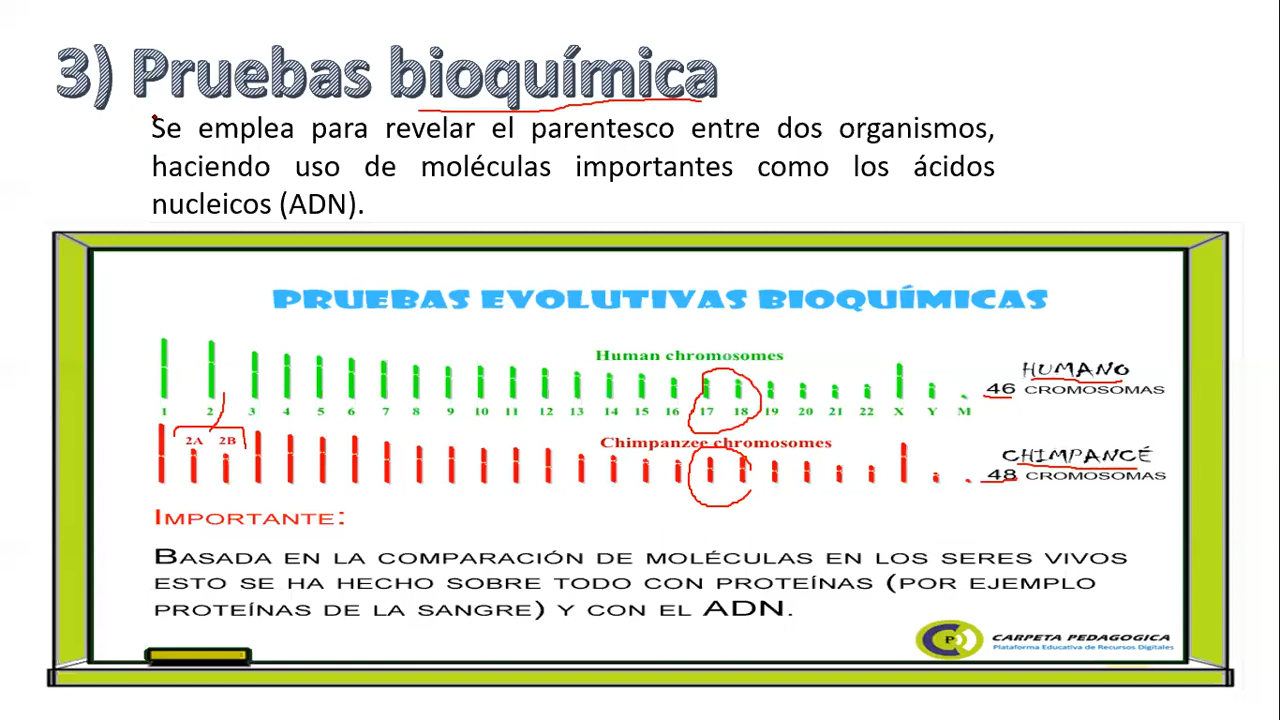 3) Pruebas bioquímica
Se emplea para revelar el parentesco entre dos organismos,
haciendo uso de moléculas importantes como los ácidos
nucleicos (ADN).
PRUEBAS EVOLUTIVAS BIOQUÍMICAS
Human chromosomes
HUMANO
46 CROMOSOMAS
1 2 3 4 5 6 7 8 9 10 11 12 13 14 15 16 17 18 19 20 21 22 X Y M
2A 2B
Chimpanzee chromosomes
CHIMPANCÉ
48 CROMOSOMAS
IMPORTANTE:
BASADA EN LA COMPARACIÓN DE MOLÉCULAS EN LOS SERES VIVOS
ESTO SE HA HECHO SOBRE TODO CON PROTEÍNAS (POR EJEMPLO
PROTEÍNAS DE LA SANGRE) Y CON EL ADN.
CP
CARPETA PEDAGOGICA
Plataforma Educativa de Recursos Digitales